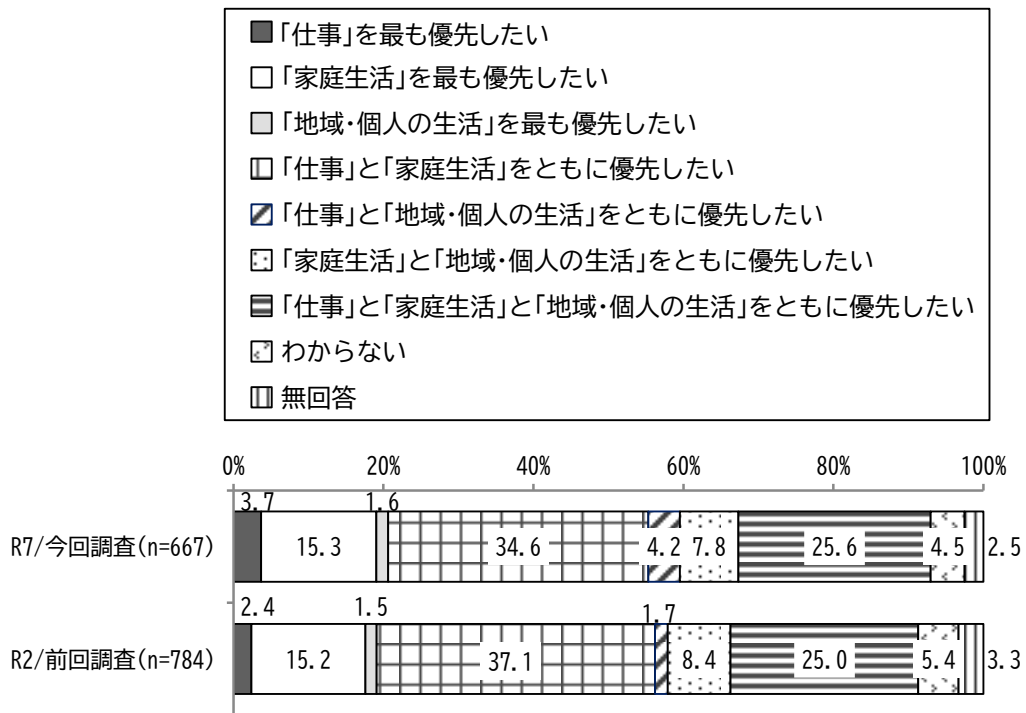 「仕事」を最も優先したい
「家庭生活」を最も優先したい
「地域・個人の生活」を最も優先したい
「仕事」と「家庭生活」をともに優先したい
「仕事」と「地域・個人の生活」をともに優先したい
「家庭生活」と「地域・個人の生活」をともに優先したい
「仕事」と「家庭生活」と「地域・個人の生活」をともに優先したい
わからない
無回答
0% 20% 40% 60% 80% 100%
3.7 1.6
R7/今回調査(n=667) 15.3 34.6 4.2 7.8 25.6 4.5 2.5
2.4 1.5 1.7
R2/前回調査(n=784) 15.2 37.1 8.4 25.0 5.4 3.3